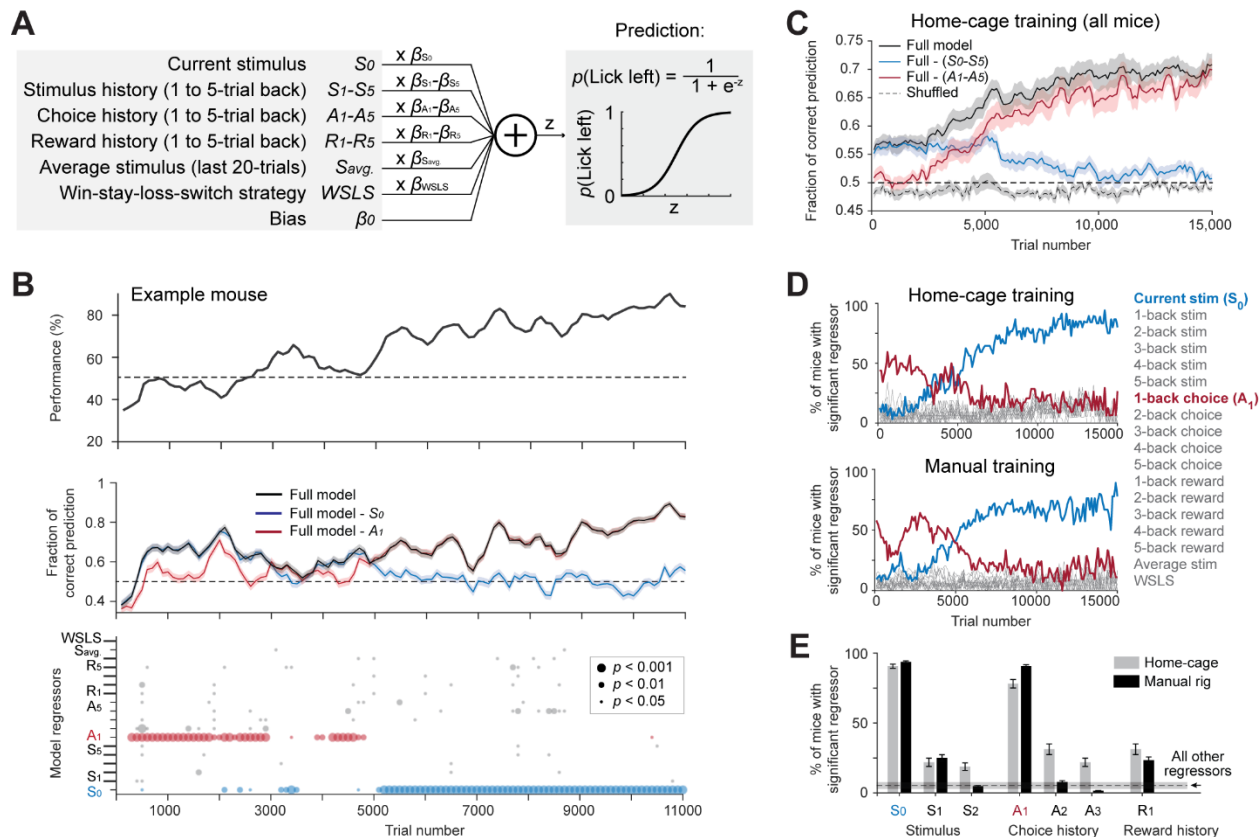 A
Prediction:
Current stimulus S0 x βS0
Stimulus history (1 to 5-trial back) S1-S5 x βS1-βS5
Choice history (1 to 5-trial back) A1-A5 x βA1-βA5
Reward history (1 to 5-trial back) R1-R5 x βR1-βR5
Average stimulus (last 20-trials) Savg. x βSavg.
Win-stay-loss-switch strategy WSLS x βWSLS
Bias β0
+
z
p(Lick left) = 1 / 1 + e-z
p(Lick left)
1
0
z
B
Example mouse
Performance (%)
80
60
40
20
Fraction of
correct prediction
1
0.8
0.6
0.4
Full model
Full model - S0
Full model - A1
Model regressors
WSLS
Savg.
R5
R1
A5
A1
S5
S1
S0
p < 0.001
p < 0.01
p < 0.05
1000 3000 5000 7000 9000 11000
Trial number
C
Home-cage training (all mice)
Fraction of correct prediction
0.75
0.7
0.65
0.6
0.55
0.5
0.45
Full model
Full - (S0-S5)
Full - (A1-A5)
Shuffled
0 5,000 10,000 15,000
Trial number
D
Home-cage training
% of mice with
significant regressor
100
50
0
0 5000 10000 15000
Manual training
% of mice with
significant regressor
100
50
0
0 5000 10000 15000
Trial number
Current stim (S0)
1-back stim
2-back stim
3-back stim
4-back stim
5-back stim
1-back choice (A1)
2-back choice
3-back choice
4-back choice
5-back choice
1-back reward
2-back reward
3-back reward
4-back reward
5-back reward
Average stim
WSLS
E
% of mice with
significant regressor
100
50
0
Home-cage
Manual rig
All other
regressors
S0 S1 S2 A1 A2 A3 R1
Stimulus Choice history Reward history